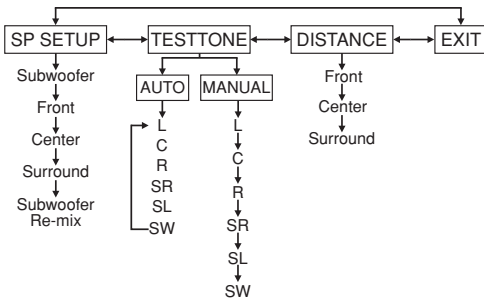 SP SETUP
TESTTONE
DISTANCE
EXIT
Subwoofer
Front
Center
Surround
Subwoofer
Re-mix
AUTO
L
C
R
SR
SL
SW
MANUAL
L
C
R
SR
SL
SW
Front
Center
Surround